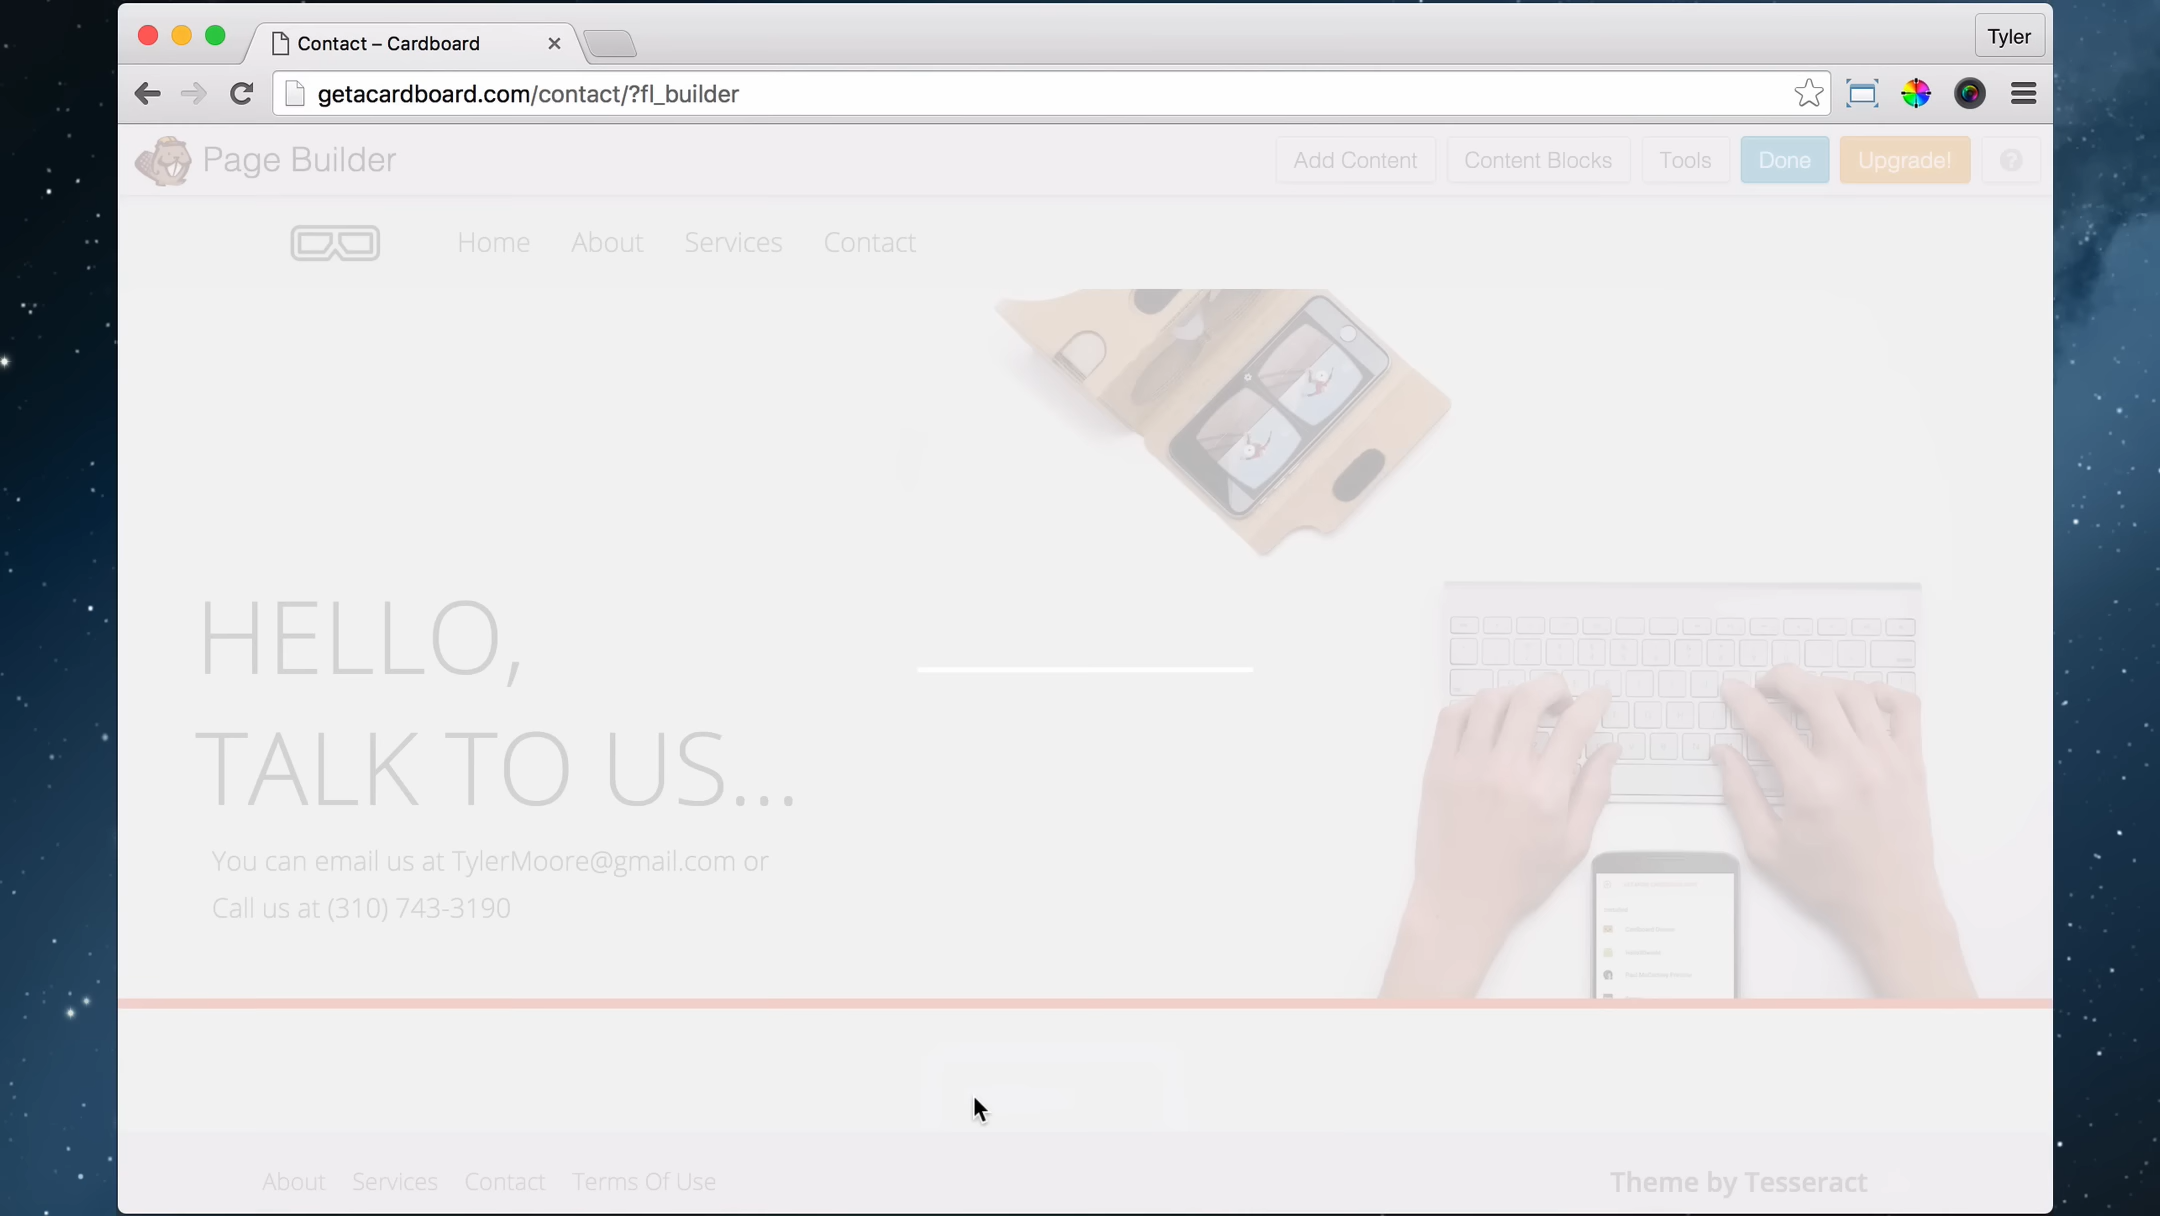 Contact – Cardboard
Tyler
getacardboard.com/contact/?fl_builder
Page Builder
Add Content
Content Blocks
Tools
Done
Upgrade!
?
Home
About
Services
Contact
HELLO,
TALK TO US...
You can email us at TylerMoore@gmail.com or
Call us at (310) 743-3190
About
Services
Contact
Terms Of Use
Theme by Tesseract